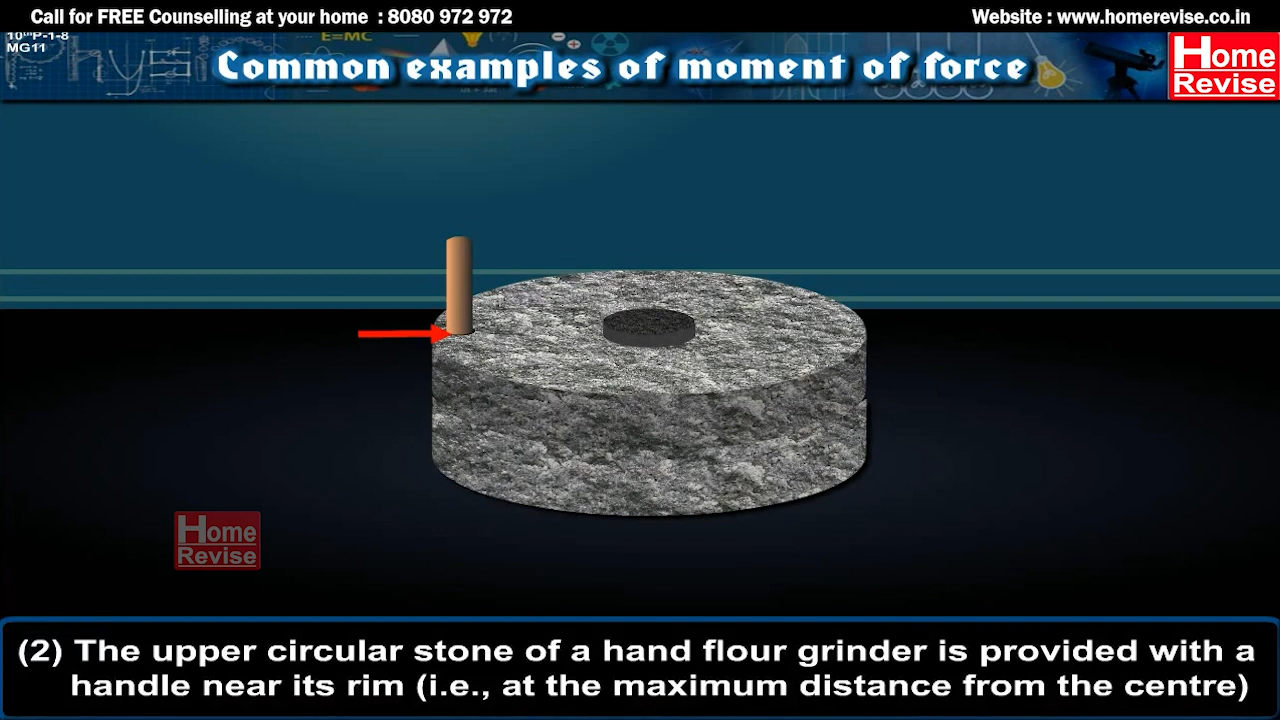 Call for FREE Counselling at your home : 8080 972 972
Website : www.homerevise.co.in
10thP-1-8
MG11
E=MC
Phys
Common examples of moment of force
Home
Revise
Home
Revise
(2) The upper circular stone of a hand flour grinder is provided with a
handle near its rim (i.e., at the maximum distance from the centre)